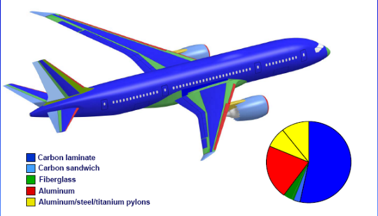 Carbon laminate
Carbon sandwich
Fiberglass
Aluminum
Aluminum/steel/titanium pylons